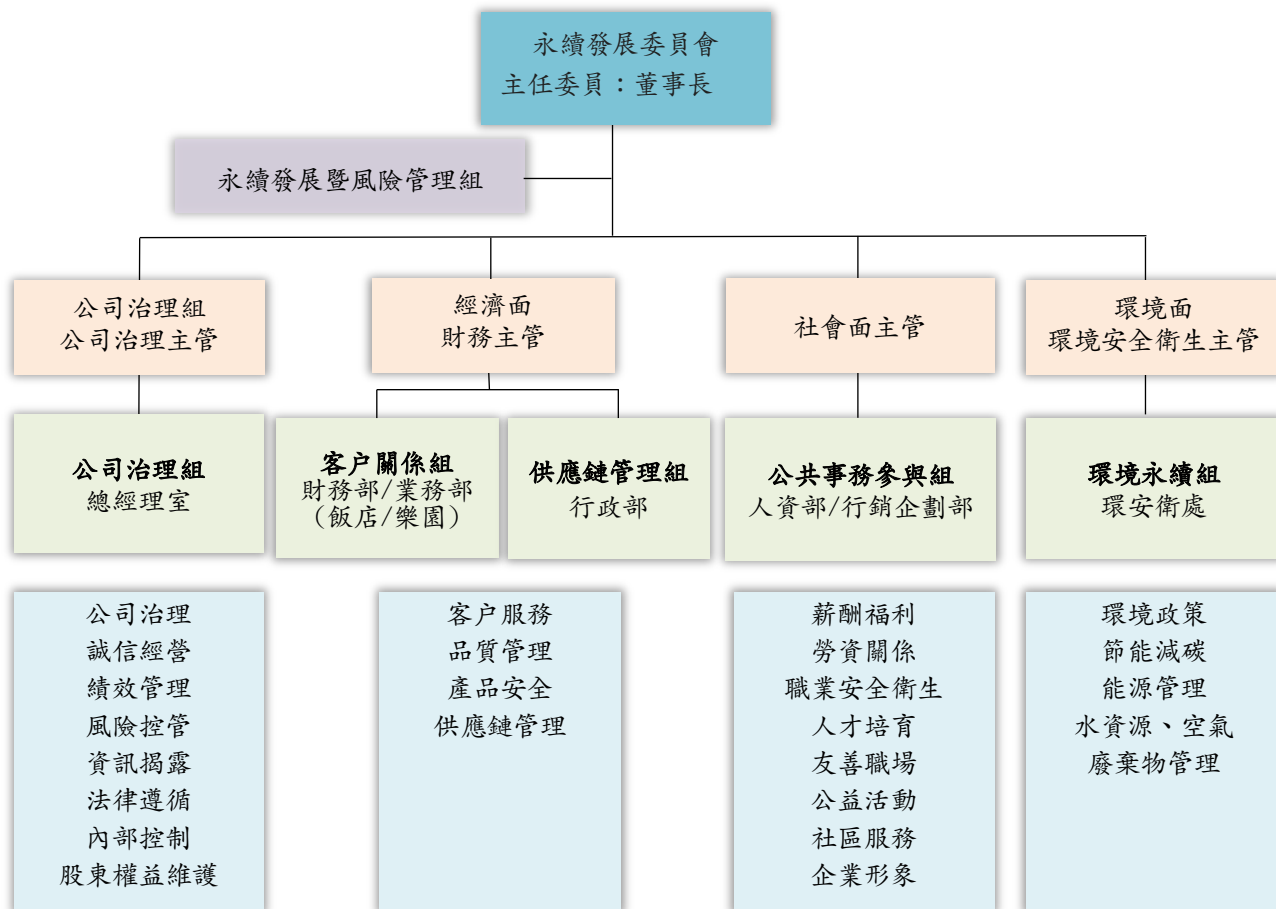 永續發展委員會
主任委員：董事長
永續發展暨風險管理組
公司治理組
公司治理主管
經濟面
財務主管
社會面主管
環境面
環境安全衛生主管
公司治理組
總經理室
客戶關係組
財務部/業務部
(飯店/樂園)
供應鏈管理組
行政部
公共事務參與組
人資部/行銷企劃部
環境永續組
環安衛處
公司治理
誠信經營
績效管理
風險控管
資訊揭露
法律遵循
內部控制
股東權益維護
客戶服務
品質管理
產品安全
供應鏈管理
薪酬福利
勞資關係
職業安全衛生
人才培育
友善職場
公益活動
社區服務
企業形象
環境政策
節能減碳
能源管理
水資源、空氣
廢棄物管理